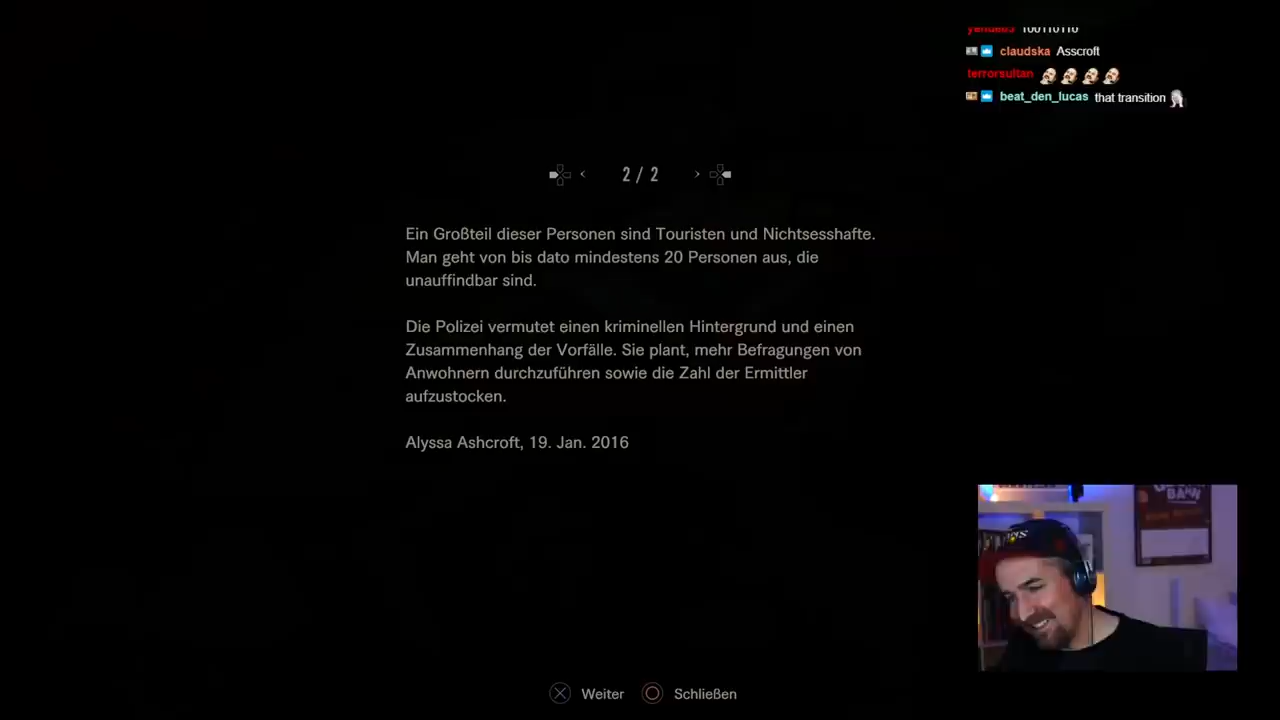 100110110
claudska Asscroft
terrorsultan
beat_den_lucas that transition
< 2 / 2 >
Ein Großteil dieser Personen sind Touristen und Nichtsesshafte.
Man geht von bis dato mindestens 20 Personen aus, die
unauffindbar sind.
Die Polizei vermutet einen kriminellen Hintergrund und einen
Zusammenhang der Vorfälle. Sie plant, mehr Befragungen von
Anwohnern durchzuführen sowie die Zahl der Ermittler
aufzustocken.
Alyssa Ashcroft, 19. Jan. 2016
Weiter Schließen